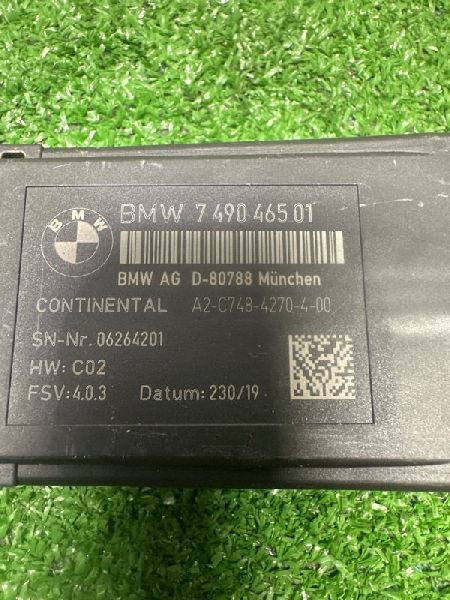 BMW
BMW 7 490 465 01
BMW AG D-80788 München
CONTINENTAL A2-C748-4270-4-00
SN-Nr. 06264201
HW: C02
FSV: 4.0.3 Datum: 230/19